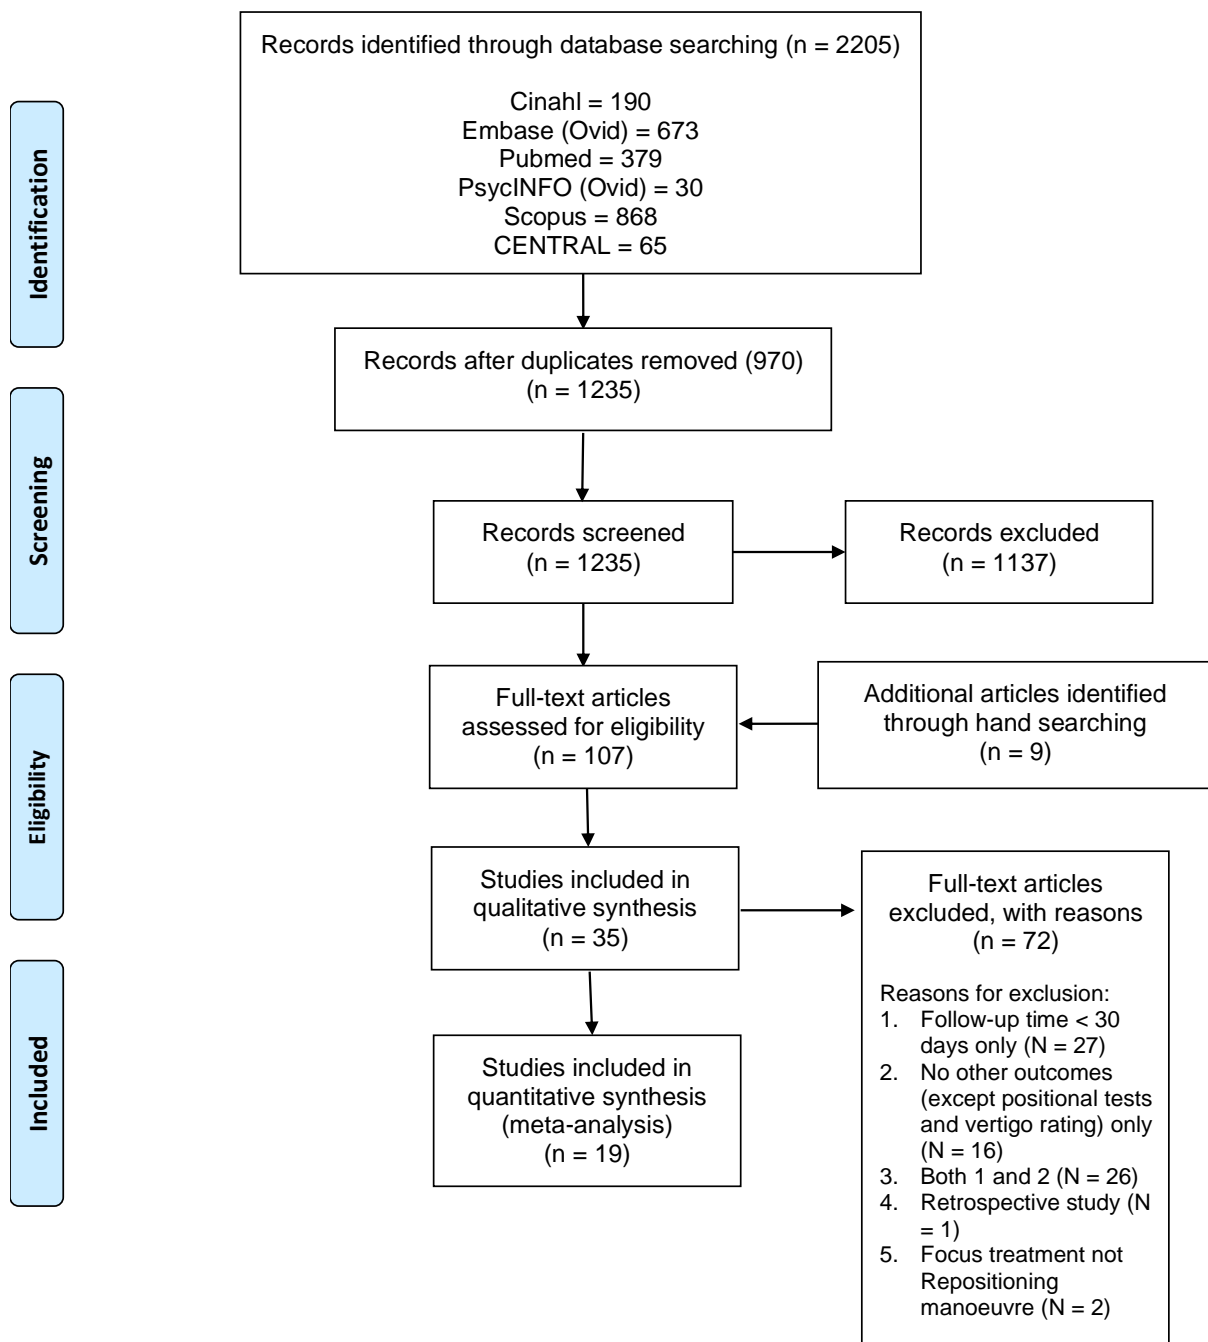 Records identified through database searching (n = 2205)
Cinahl = 190
Embase (Ovid) = 673
Pubmed = 379
PsycINFO (Ovid) = 30
Scopus = 868
CENTRAL = 65
Identification
Records after duplicates removed (970)
(n = 1235)
Screening
Records screened
(n = 1235)
Records excluded
(n = 1137)
Eligibility
Full-text articles
assessed for eligibility
(n = 107)
Additional articles identified
through hand searching
(n = 9)
Studies included in
qualitative synthesis
(n = 35)
Full-text articles
excluded, with reasons
(n = 72)
Reasons for exclusion:
1. Follow-up time < 30
days only (N = 27)
2. No other outcomes
(except positional tests
and vertigo rating) only
(N = 16)
3. Both 1 and 2 (N = 26)
4. Retrospective study (N
= 1)
5. Focus treatment not
Repositioning
manoeuvre (N = 2)
Included
Studies included in
quantitative synthesis
(meta-analysis)
(n = 19)